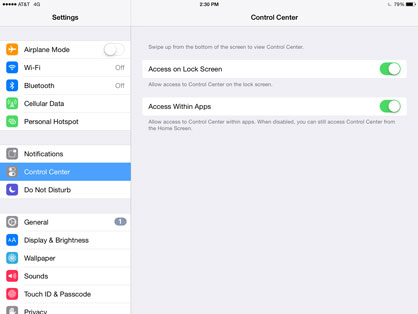 AT&T 4G
2:30 PM
79%
Settings
Control Center
Airplane Mode
Wi-Fi Off
Bluetooth Off
Cellular Data
Personal Hotspot
Notifications
Control Center
Do Not Disturb
General 1
AA Display & Brightness
Wallpaper
Sounds
Touch ID & Passcode
Privacy
Swipe up from the bottom of the screen to view Control Center.
Access on Lock Screen
Allow access to Control Center on the lock screen.
Access Within Apps
Allow access to Control Center within apps. When disabled, you can still access Control Center from
the Home Screen.